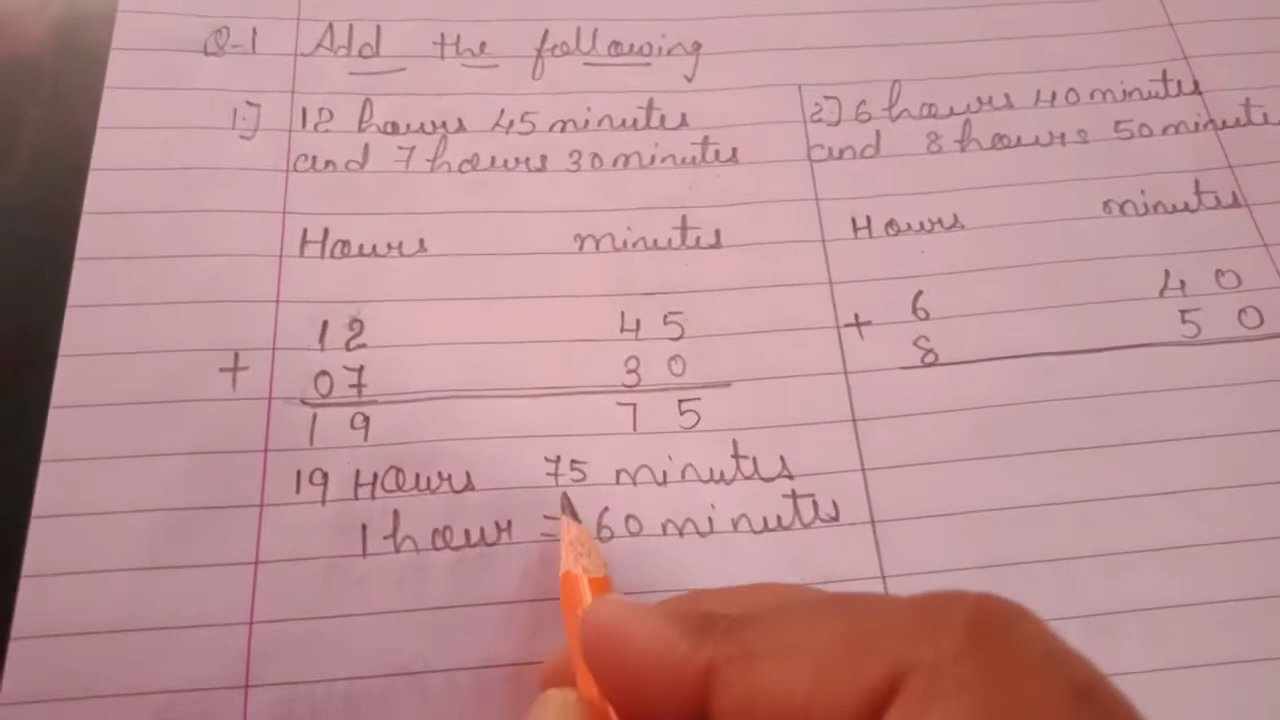 Q-1 Add the following
1.) 12 hours 45 minutes
and 7 hours 30 minutes
Hours minutes
12 45
+ 07 30
19 75
19 Hours 75 minutes
1 hour = 60 minutes
2.) 6 hours 40 minutes
and 8 hours 50 minute
Hours minutes
6 40
+ 8 50